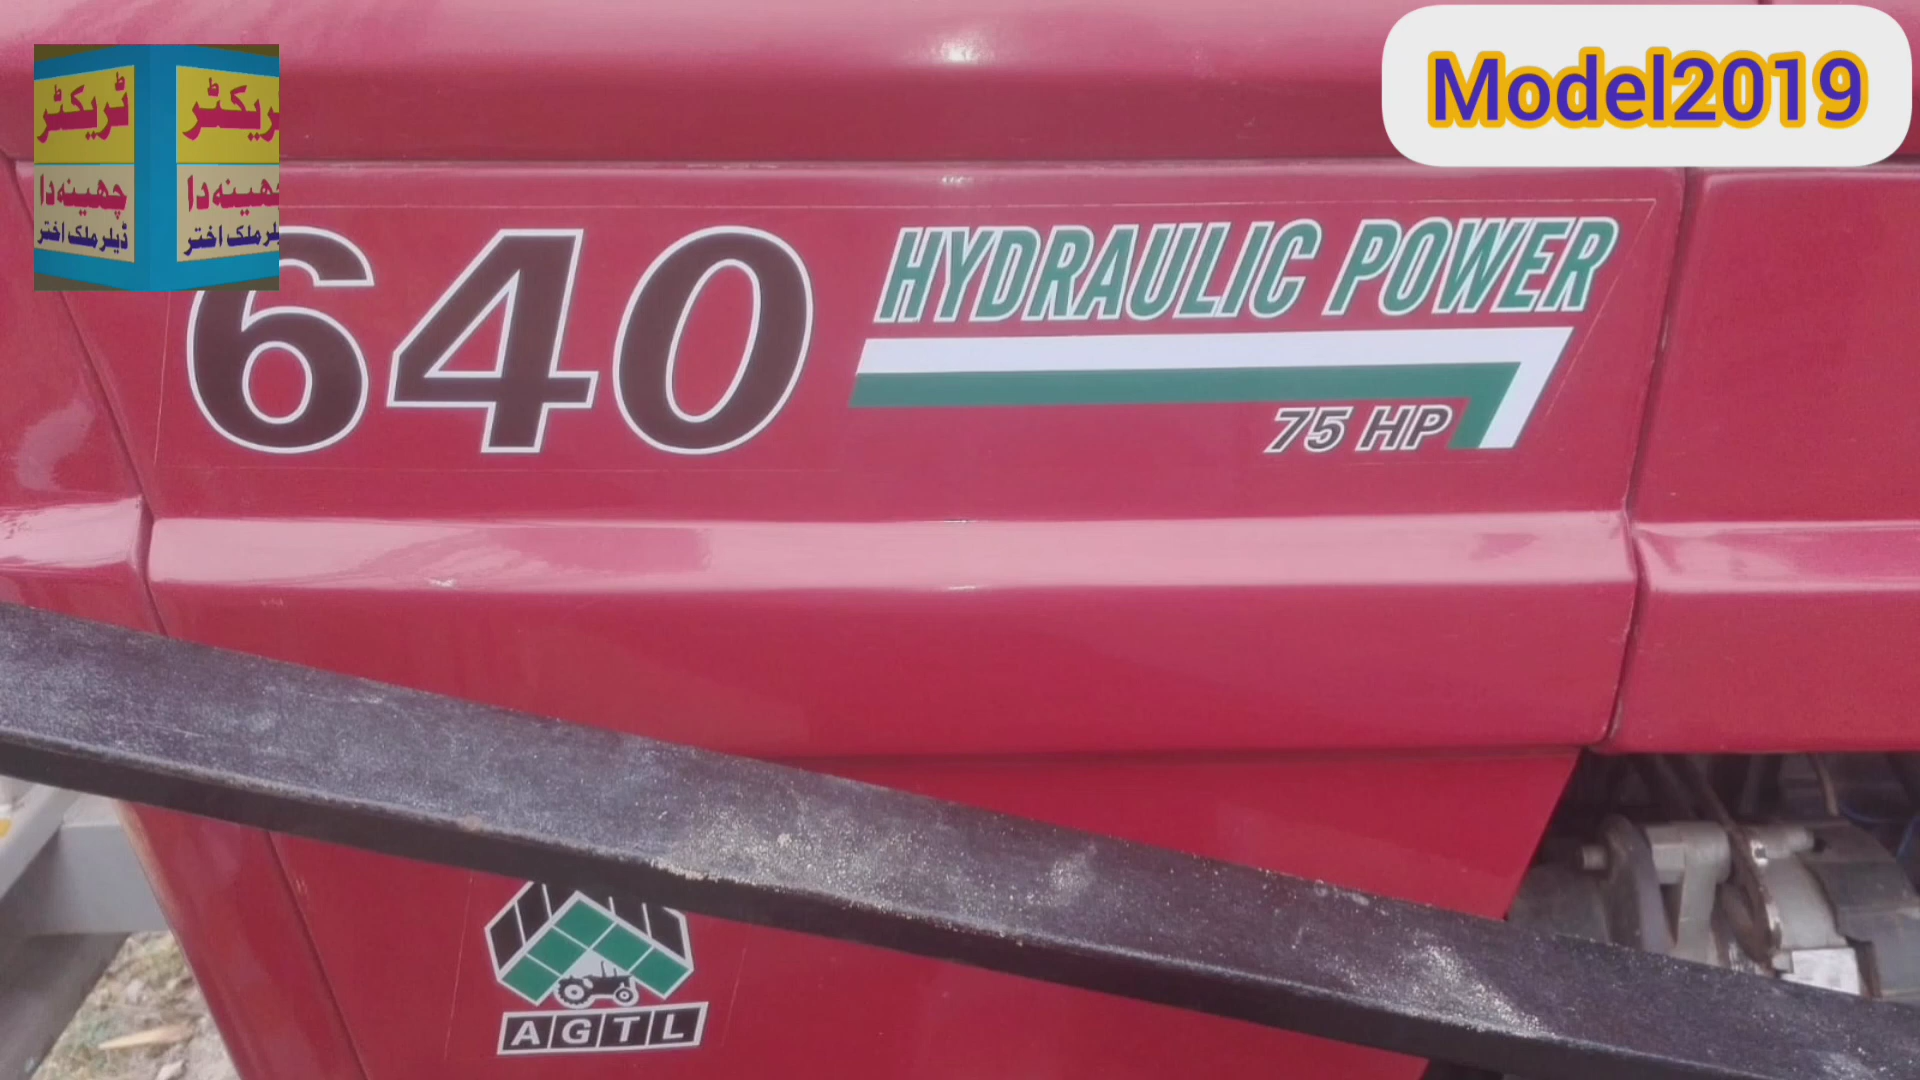 ٹریکٹر
چھینہ دا
ڈیلر ملک اختر
ٹریکٹر
چھینہ دا
ڈیلر ملک اختر
Model2019
640 HYDRAULIC POWER
75 HP
AGTL